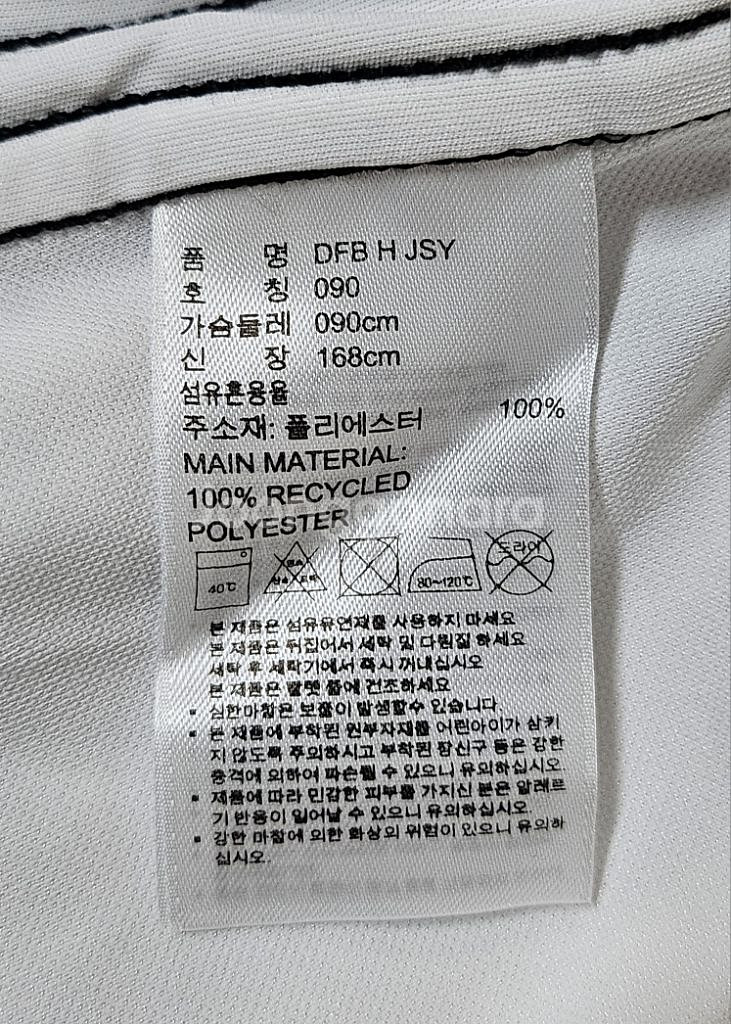 품 명 DFB H JSY
호 칭 090
가슴둘레 090cm
신 장 168cm
섬유혼용율
주소재: 폴리에스터 100%
MAIN MATERIAL:
100% RECYCLED
POLYESTER
40℃ 80~120℃ 드라이
본 제품은 섬유유연제를 사용하지 마세요
본 제품은 뒤집어서 세탁 및 다림질 하세요
세탁 후 세탁기에서 즉시 꺼내십시오
본 제품은 햇볕 들에 건조하세요
• 심한마찰은 보풀이 발생할수 있습니다
• 본 제품에 부착된 원부자재를 어린아이가 삼키
지 않도록 주의하시고 부착된 장신구 등은 강한
충격에 의하여 파손될 수 있으니 유의하십시오
• 제품에 따라 민감한 피부를 가지신 분은 알레르
기 반응이 일어날 수 있으니 유의하십시오
• 강한 마찰에 의한 화상의 위험이 있으니 유의하
십시오.